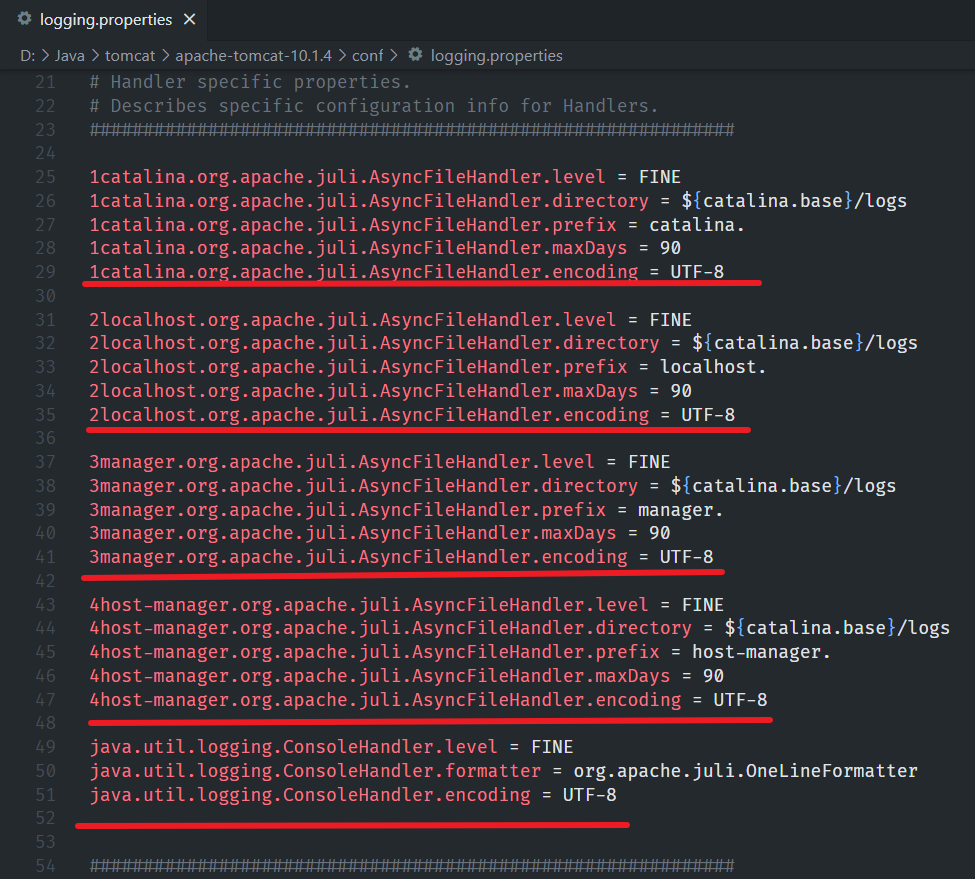 logging.properties ×
D: > Java > tomcat > apache-tomcat-10.1.4 > conf > logging.properties
21 # Handler specific properties.
22 # Describes specific configuration info for Handlers.
23 ############################################################
24
25 1catalina.org.apache.juli.AsyncFileHandler.level = FINE
26 1catalina.org.apache.juli.AsyncFileHandler.directory = ${catalina.base}/logs
27 1catalina.org.apache.juli.AsyncFileHandler.prefix = catalina.
28 1catalina.org.apache.juli.AsyncFileHandler.maxDays = 90
29 1catalina.org.apache.juli.AsyncFileHandler.encoding = UTF-8
30
31 2localhost.org.apache.juli.AsyncFileHandler.level = FINE
32 2localhost.org.apache.juli.AsyncFileHandler.directory = ${catalina.base}/logs
33 2localhost.org.apache.juli.AsyncFileHandler.prefix = localhost.
34 2localhost.org.apache.juli.AsyncFileHandler.maxDays = 90
35 2localhost.org.apache.juli.AsyncFileHandler.encoding = UTF-8
36
37 3manager.org.apache.juli.AsyncFileHandler.level = FINE
38 3manager.org.apache.juli.AsyncFileHandler.directory = ${catalina.base}/logs
39 3manager.org.apache.juli.AsyncFileHandler.prefix = manager.
40 3manager.org.apache.juli.AsyncFileHandler.maxDays = 90
41 3manager.org.apache.juli.AsyncFileHandler.encoding = UTF-8
42
43 4host-manager.org.apache.juli.AsyncFileHandler.level = FINE
44 4host-manager.org.apache.juli.AsyncFileHandler.directory = ${catalina.base}/logs
45 4host-manager.org.apache.juli.AsyncFileHandler.prefix = host-manager.
46 4host-manager.org.apache.juli.AsyncFileHandler.maxDays = 90
47 4host-manager.org.apache.juli.AsyncFileHandler.encoding = UTF-8
48
49 java.util.logging.ConsoleHandler.level = FINE
50 java.util.logging.ConsoleHandler.formatter = org.apache.juli.OneLineFormatter
51 java.util.logging.ConsoleHandler.encoding = UTF-8
52
53
54 ############################################################